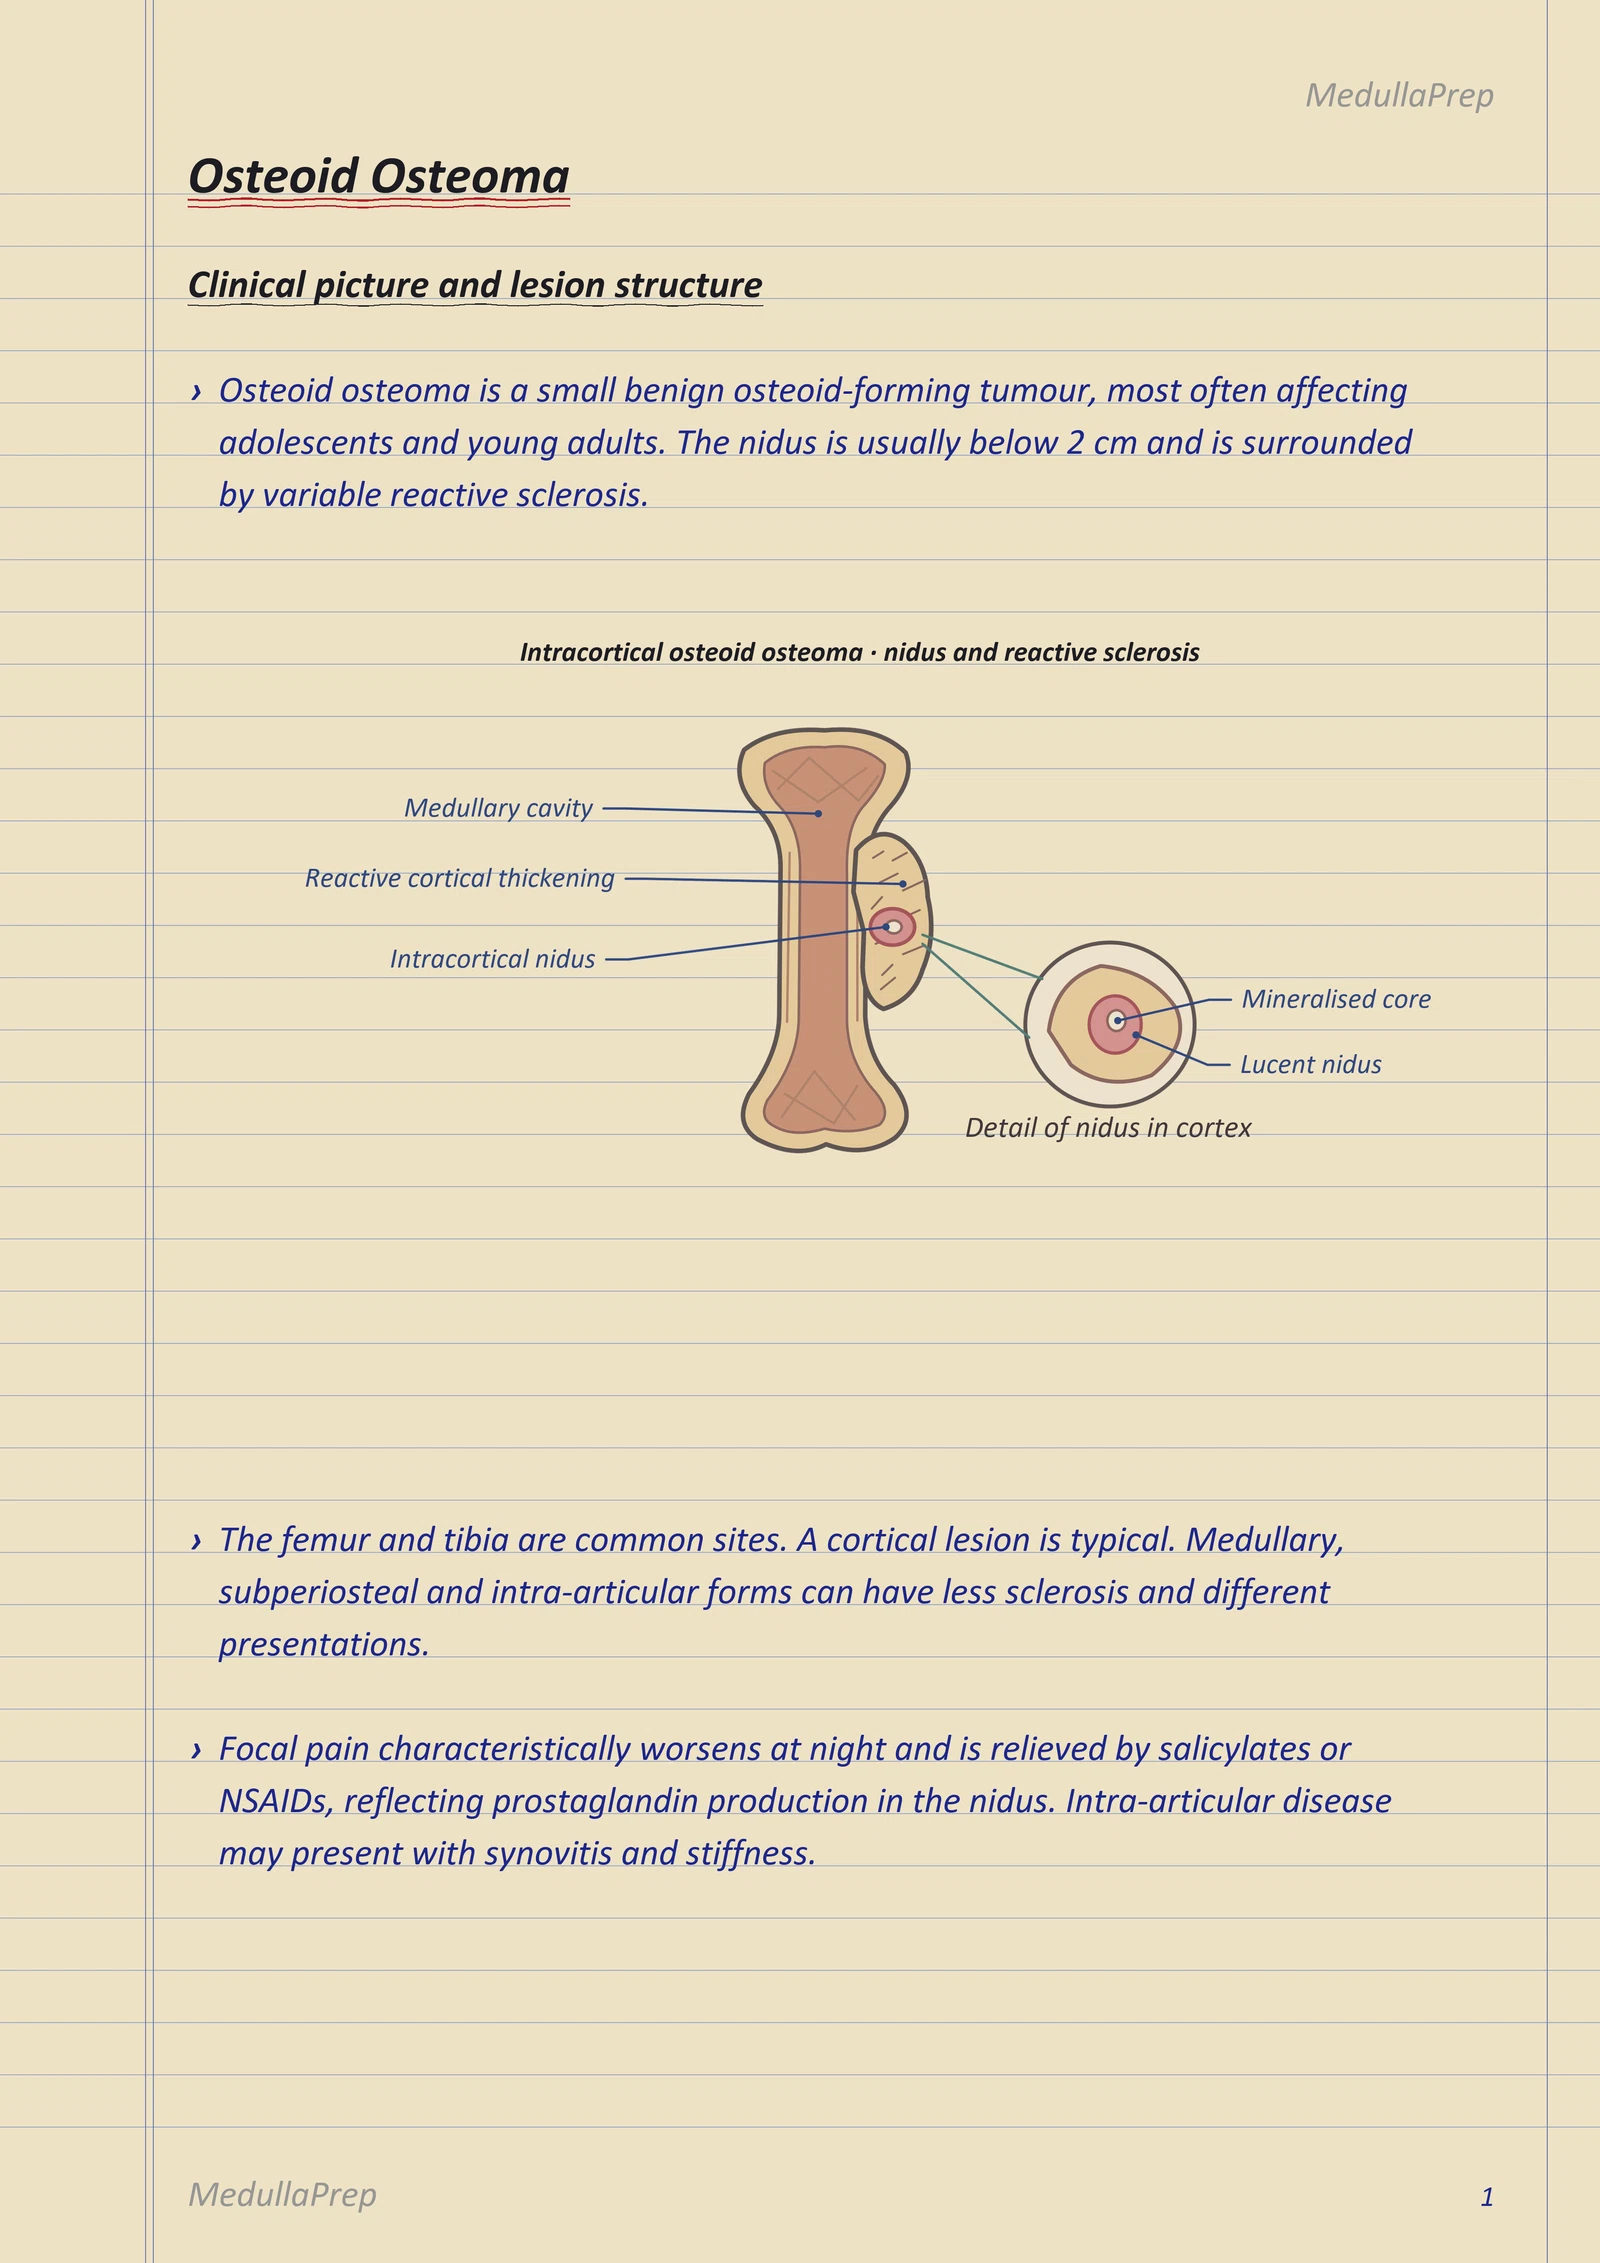 MedullaPrep
Osteoid Osteoma
Clinical picture and lesion structure
› Osteoid osteoma is a small benign osteoid-forming tumour, most often affecting
adolescents and young adults. The nidus is usually below 2 cm and is surrounded
by variable reactive sclerosis.
Intracortical osteoid osteoma · nidus and reactive sclerosis
Medullary cavity
Reactive cortical thickening
Intracortical nidus
Mineralised core
Lucent nidus
Detail of nidus in cortex
› The femur and tibia are common sites. A cortical lesion is typical. Medullary,
subperiosteal and intra-articular forms can have less sclerosis and different
presentations.
› Focal pain characteristically worsens at night and is relieved by salicylates or
NSAIDs, reflecting prostaglandin production in the nidus. Intra-articular disease
may present with synovitis and stiffness.
MedullaPrep
1